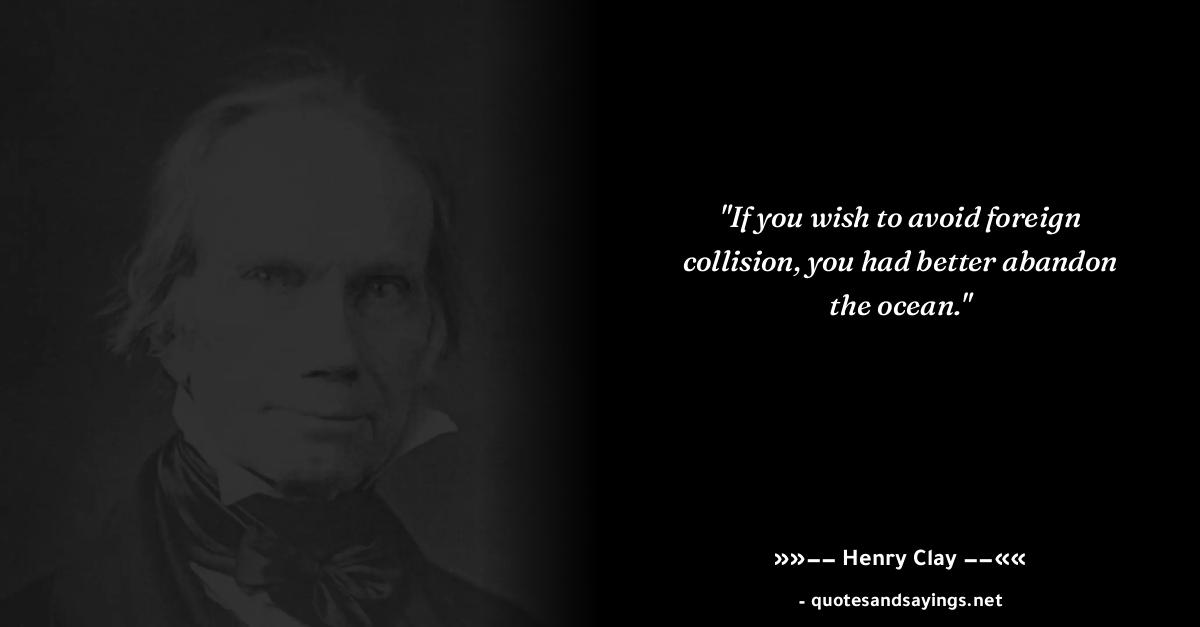 "If you wish to avoid foreign
collision, you had better abandon
the ocean."
»»−− Henry Clay −−««
- quotesandsayings.net